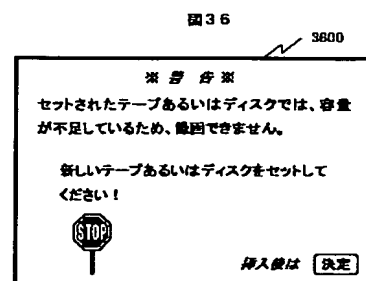 図36
3600
※ 警 告 ※
セットされたテープあるいはディスクでは、容量
が不足しているため、録画できません。
新しいテープあるいはディスクをセットして
ください！
STOP
挿入後は 決定